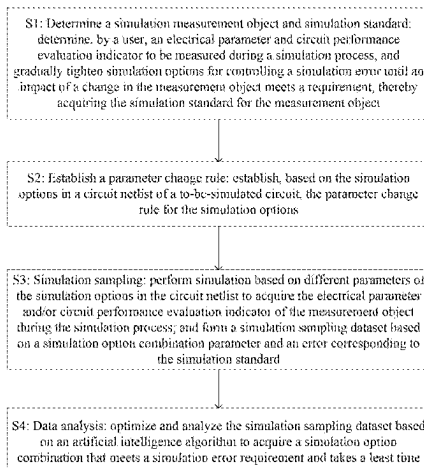 S1: Determine a simulation measurement object and simulation standard:
determine, by a user, an electrical parameter and circuit performance
evaluation indicator to be measured during a simulation process, and
gradually tighten simulation options for controlling a simulation error until an
impact of a change in the measurement object meets a requirement, thereby
acquiring the simulation standard for the measurement object
S2: Establish a parameter change rule: establish, based on the simulation
options in a circuit netlist of a to-be-simulated circuit, the parameter change
rule for the simulation options
S3: Simulation sampling: perform simulation based on different parameters of
the simulation options in the circuit netlist to acquire the electrical parameter
and/or circuit performance evaluation indicator of the measurement object
during the simulation process; and form a simulation sampling dataset based
on a simulation option combination parameter and an error corresponding to
the simulation standard
S4: Data analysis: optimize and analyze the simulation sampling dataset based
on an artificial intelligence algorithm to acquire a simulation option
combination that meets a simulation error requirement and takes a least time